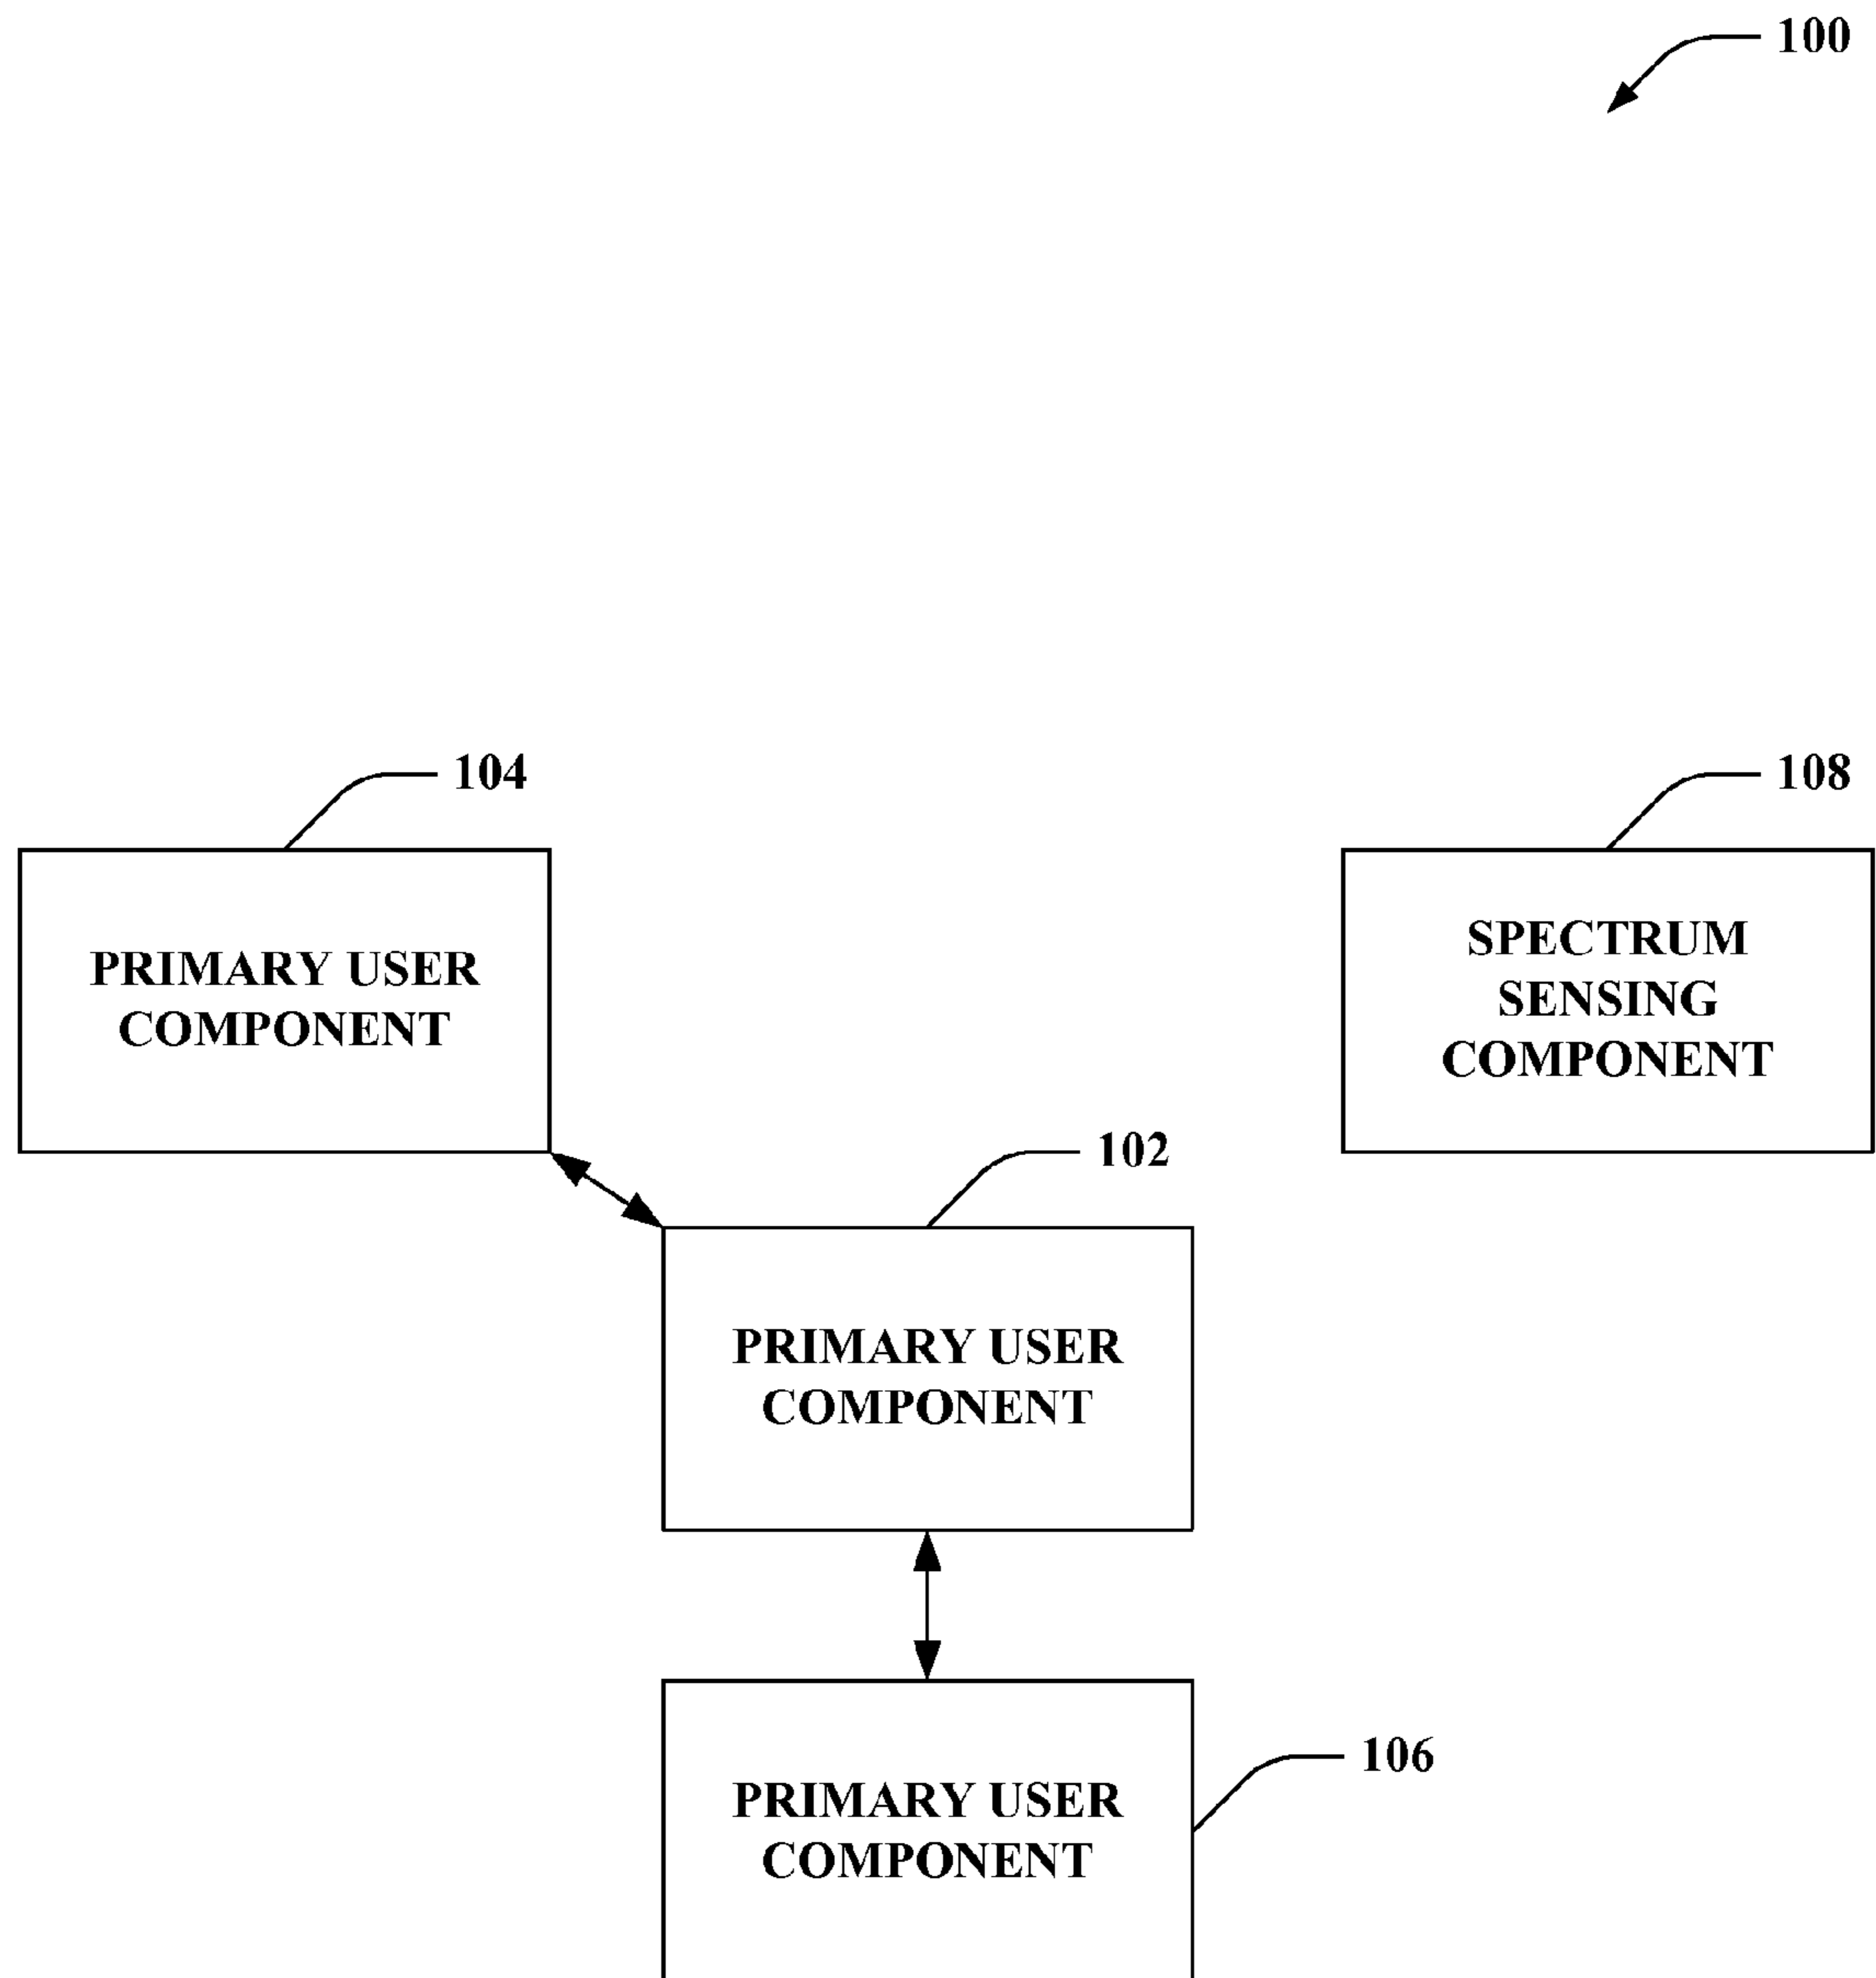 100
104
108
PRIMARY USER
COMPONENT
SPECTRUM
SENSING
COMPONENT
102
PRIMARY USER
COMPONENT
106
PRIMARY USER
COMPONENT